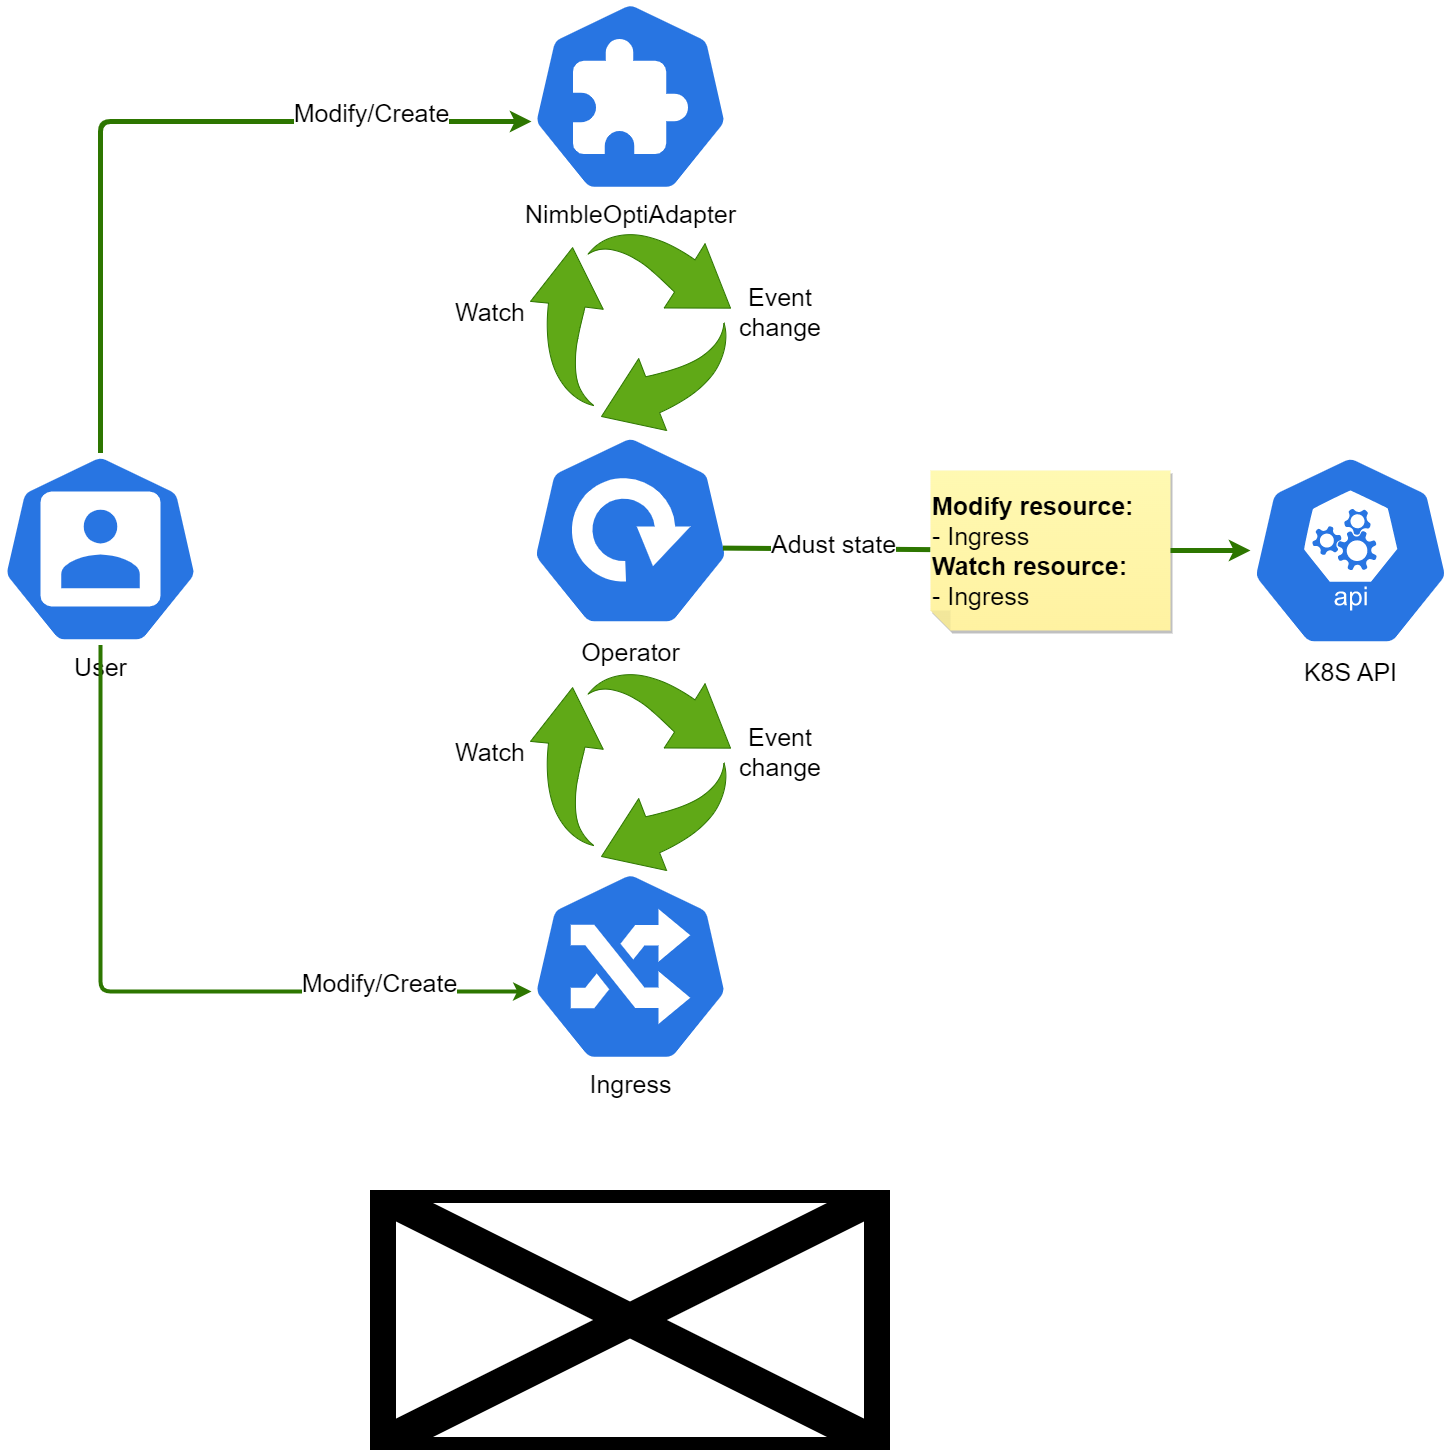 Modify/Create
NimbleOptiAdapter
Watch
Event
change
User
Operator
Adust state
Modify resource:
- Ingress
Watch resource:
- Ingress
api
K8S API
Watch
Event
change
Modify/Create
Ingress